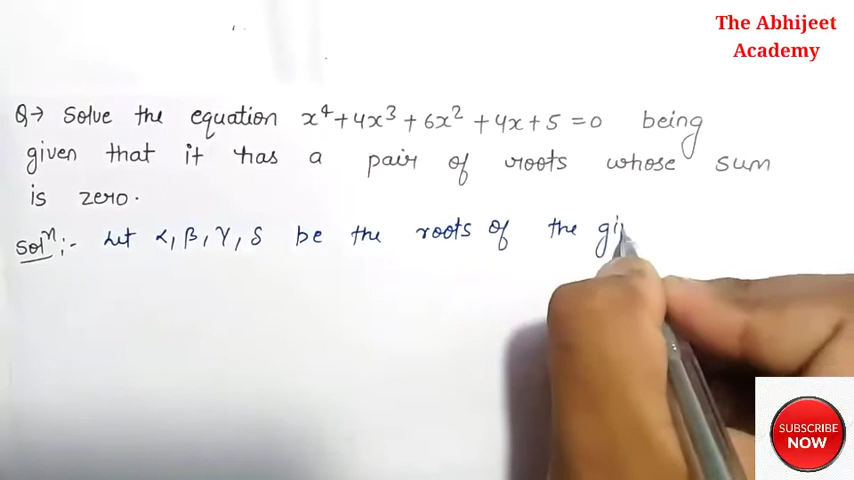 The Abhijeet
Academy
Q→ Solve the equation x⁴+4x³+6x²+4x+5=0 being
given that it has a pair of roots whose sum
is zero.
Solⁿ:- Let α, β, γ, δ be the roots of the gi
SUBSCRIBE
NOW